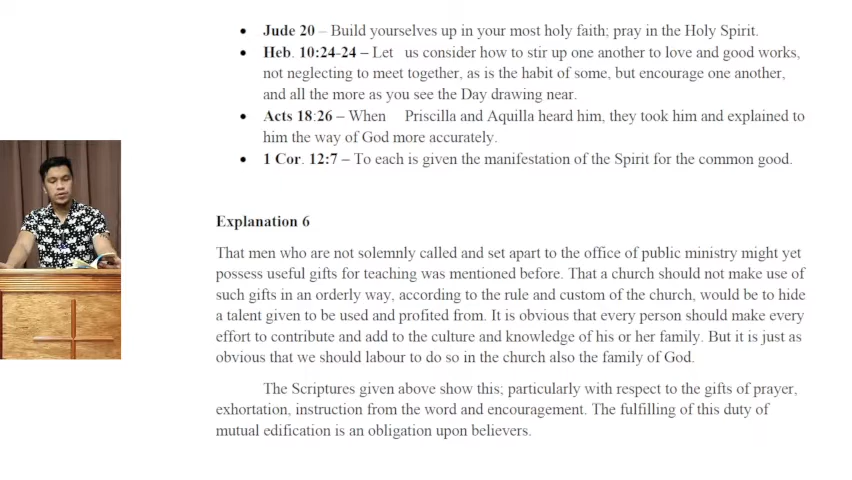 • Jude 20 – Build yourselves up in your most holy faith; pray in the Holy Spirit.
• Heb. 10:24-24 – Let us consider how to stir up one another to love and good works,
not neglecting to meet together, as is the habit of some, but encourage one another,
and all the more as you see the Day drawing near.
• Acts 18:26 – When Priscilla and Aquilla heard him, they took him and explained to
him the way of God more accurately.
• 1 Cor. 12:7 – To each is given the manifestation of the Spirit for the common good.
Explanation 6
That men who are not solemnly called and set apart to the office of public ministry might yet
possess useful gifts for teaching was mentioned before. That a church should not make use of
such gifts in an orderly way, according to the rule and custom of the church, would be to hide
a talent given to be used and profited from. It is obvious that every person should make every
effort to contribute and add to the culture and knowledge of his or her family. But it is just as
obvious that we should labour to do so in the church also the family of God.
The Scriptures given above show this; particularly with respect to the gifts of prayer,
exhortation, instruction from the word and encouragement. The fulfilling of this duty of
mutual edification is an obligation upon believers.